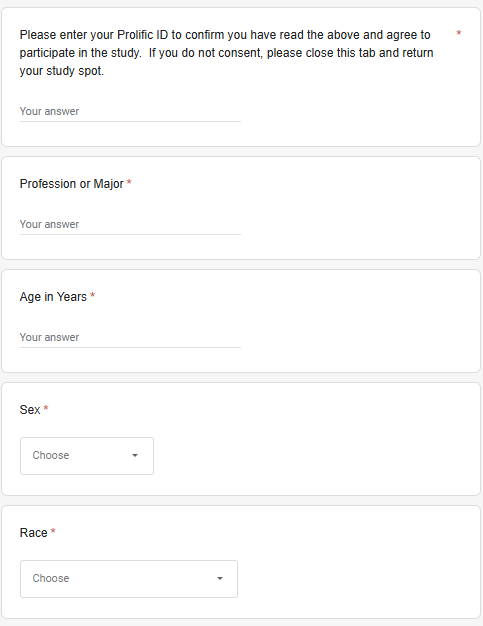 Please enter your Prolific ID to confirm you have read the above and agree to *
participate in the study.  If you do not consent, please close this tab and return
your study spot.
Your answer
Profession or Major *
Your answer
Age in Years *
Your answer
Sex *
Choose
Race *
Choose